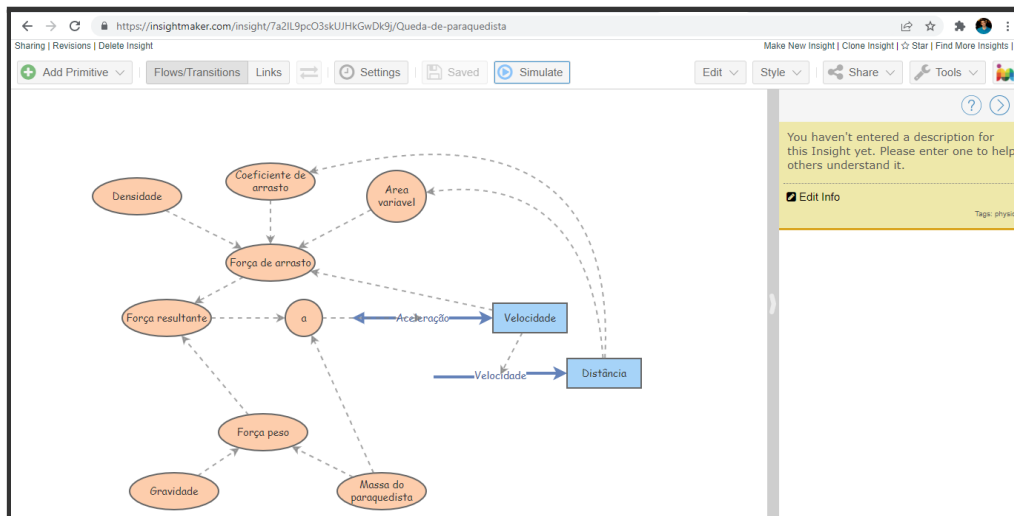 https://insightmaker.com/insight/7a2IL9pcO3skUJHkGwDk9j/Queda-de-paraquedista
Sharing | Revisions | Delete Insight
Make New Insight | Clone Insight | ☆ Star | Find More Insights |
Add Primitive
Flows/Transitions
Links
Settings
Saved
Simulate
Edit
Style
Share
Tools
You haven't entered a description for
this Insight yet. Please enter one to help
others understand it.
Edit Info
Tags: physic
Densidade
Coeficiente de
arrasto
Area
variavel
Força de arrasto
Força resultante
a
Aceleração
Velocidade
Velocidade
Distância
Força peso
Gravidade
Massa do
paraquedista